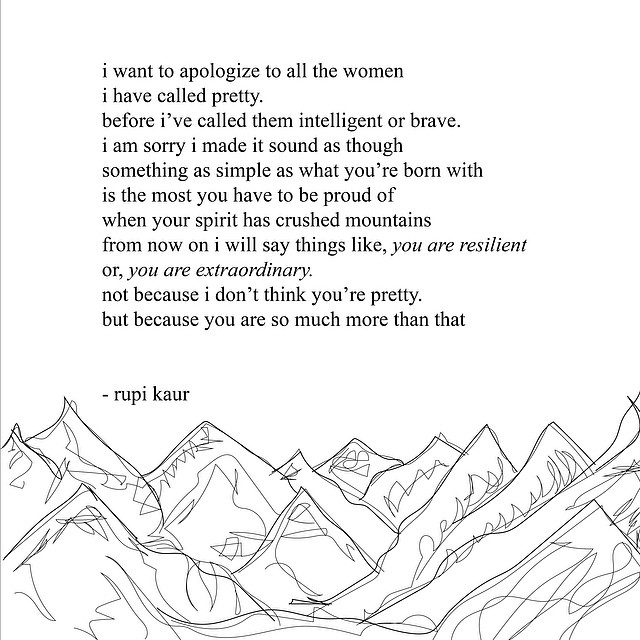 i want to apologize to all the women
i have called pretty.
before i’ve called them intelligent or brave.
i am sorry i made it sound as though
something as simple as what you’re born with
is the most you have to be proud of
when your spirit has crushed mountains
from now on i will say things like, you are resilient
or, you are extraordinary.
not because i don’t think you’re pretty.
but because you are so much more than that
- rupi kaur